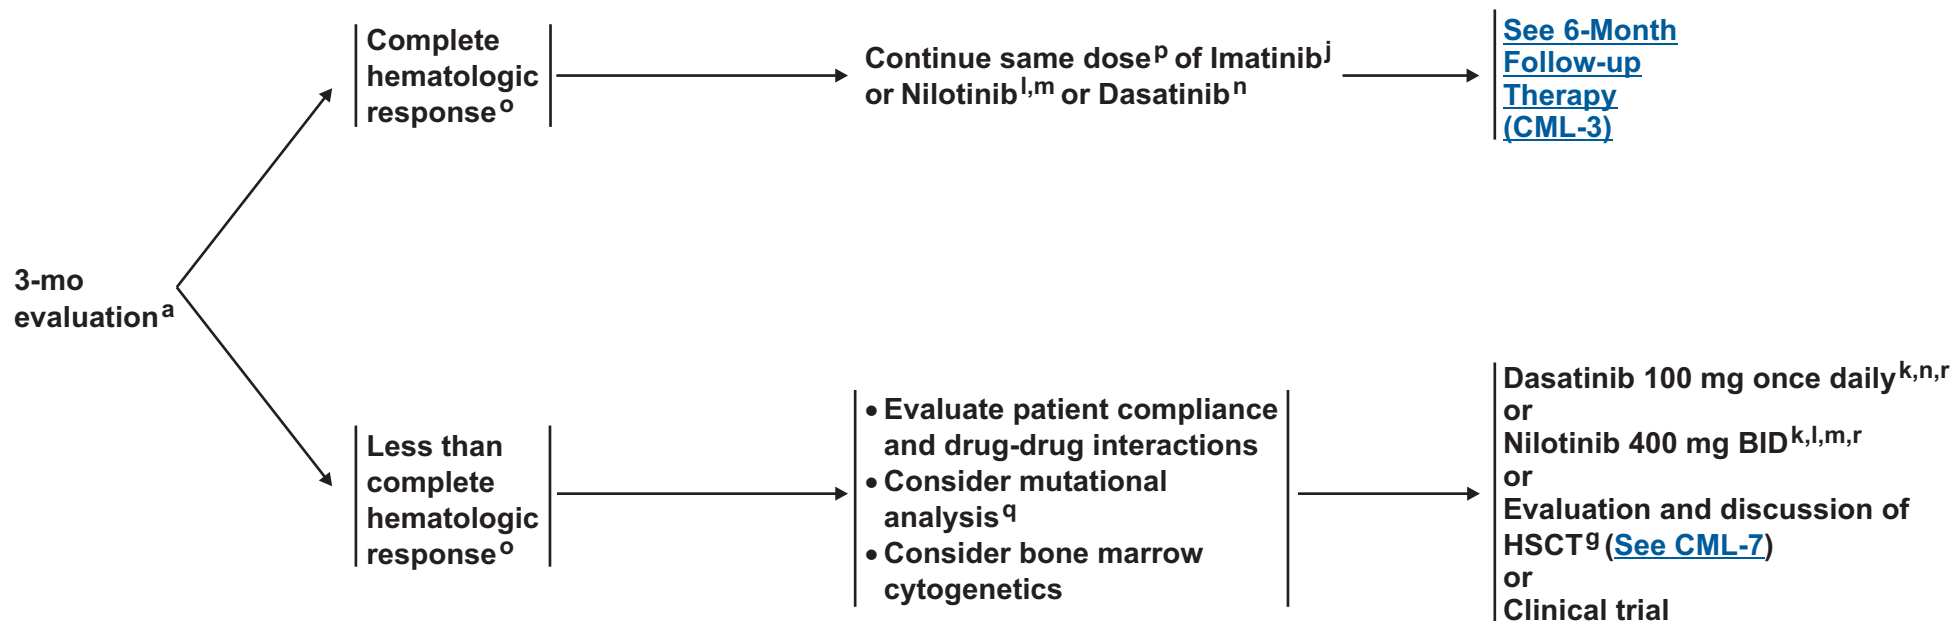 3-mo
evaluation a
Complete
hematologic
response o
Continue same dose p of Imatinib j
or Nilotinib l,m or Dasatinib n
See 6-Month
Follow-up
Therapy
(CML-3)
Less than
complete
hematologic
response o
• Evaluate patient compliance
and drug-drug interactions
• Consider mutational
analysis q
• Consider bone marrow
cytogenetics
Dasatinib 100 mg once daily k,n,r
or
Nilotinib 400 mg BID k,l,m,r
or
Evaluation and discussion of
HSCT g (See CML-7)
or
Clinical trial